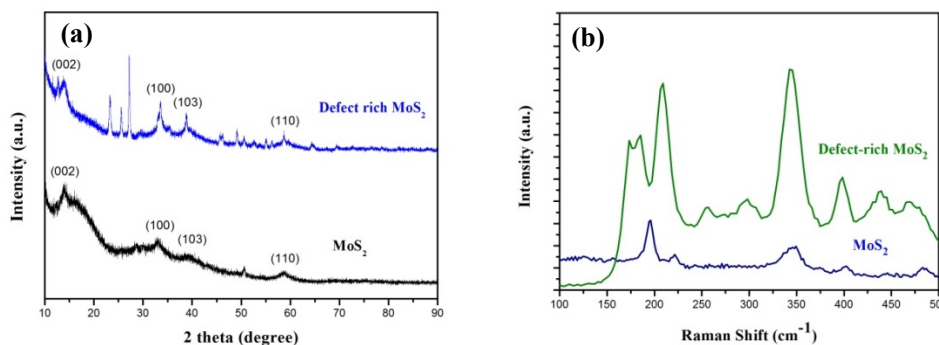 (a)
Intensity (a.u.)
(002)
(100)
(103)
(110)
Defect rich MoS2
(002)
(100)
(103)
(110)
MoS2
10 20 30 40 50 60 70 80 90
2 theta (degree)
(b)
Intensity (a.u.)
Defect-rich MoS2
MoS2
100 150 200 250 300 350 400 450 500
Raman Shift (cm-1)